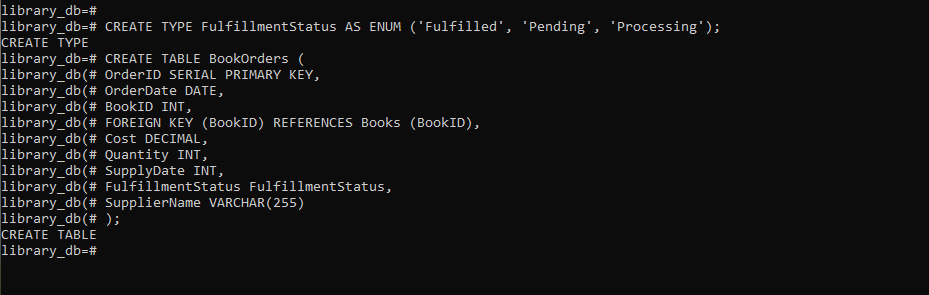 library_db=#
library_db=# CREATE TYPE FulfillmentStatus AS ENUM ('Fulfilled', 'Pending', 'Processing');
CREATE TYPE
library_db=# CREATE TABLE BookOrders (
library_db(# OrderID SERIAL PRIMARY KEY,
library_db(# OrderDate DATE,
library_db(# BookID INT,
library_db(# FOREIGN KEY (BookID) REFERENCES Books (BookID),
library_db(# Cost DECIMAL,
library_db(# Quantity INT,
library_db(# SupplyDate INT,
library_db(# FulfillmentStatus FulfillmentStatus,
library_db(# SupplierName VARCHAR(255)
library_db(# );
CREATE TABLE
library_db=#